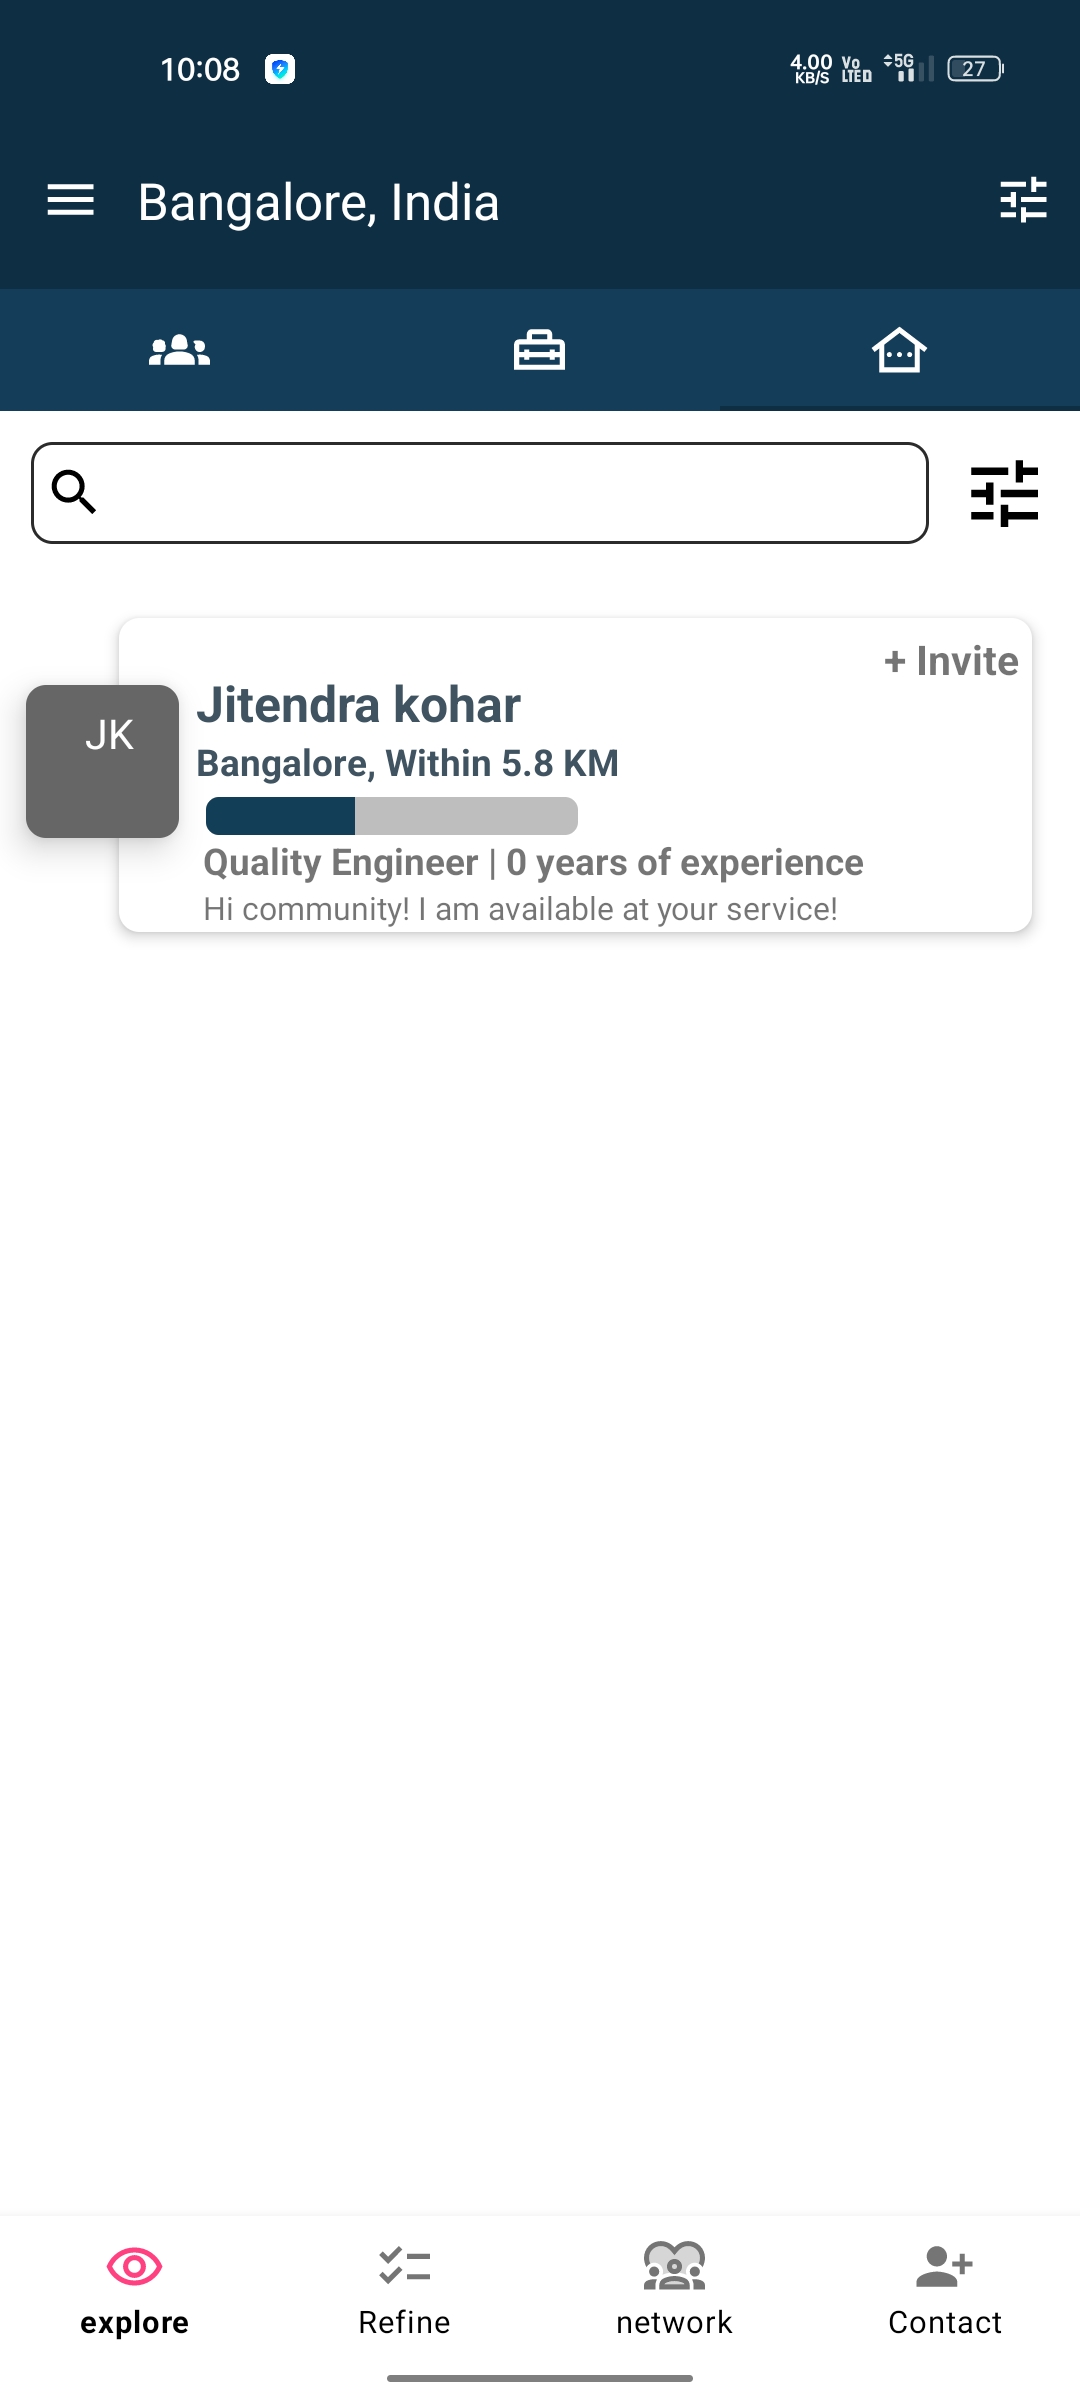 10:08
4.00 KB/S
Vo LTED
5G
27
Bangalore, India
+ Invite
Jitendra kohar
JK
Bangalore, Within 5.8 KM
Quality Engineer | 0 years of experience
Hi community! I am available at your service!
explore
Refine
network
Contact